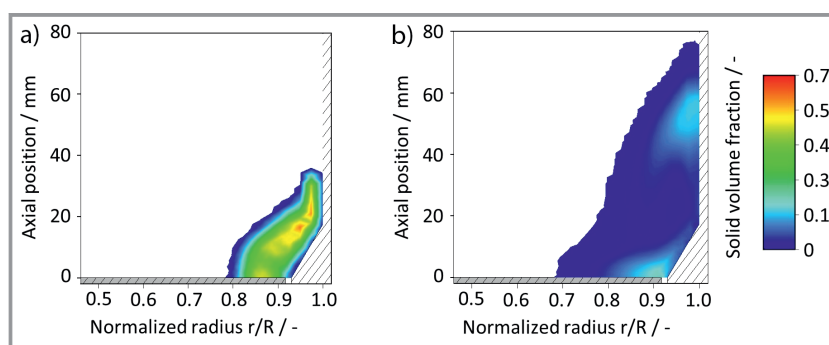 a)
80
60
40
20
0
Axial position / mm
0.5 0.6 0.7 0.8 0.9 1.0
Normalized radius r/R / -
b)
80
60
40
20
0
Axial position / mm
0.5 0.6 0.7 0.8 0.9 1.0
Normalized radius r/R / -
Solid volume fraction / -
0.7
0.5
0.4
0.3
0.1
0